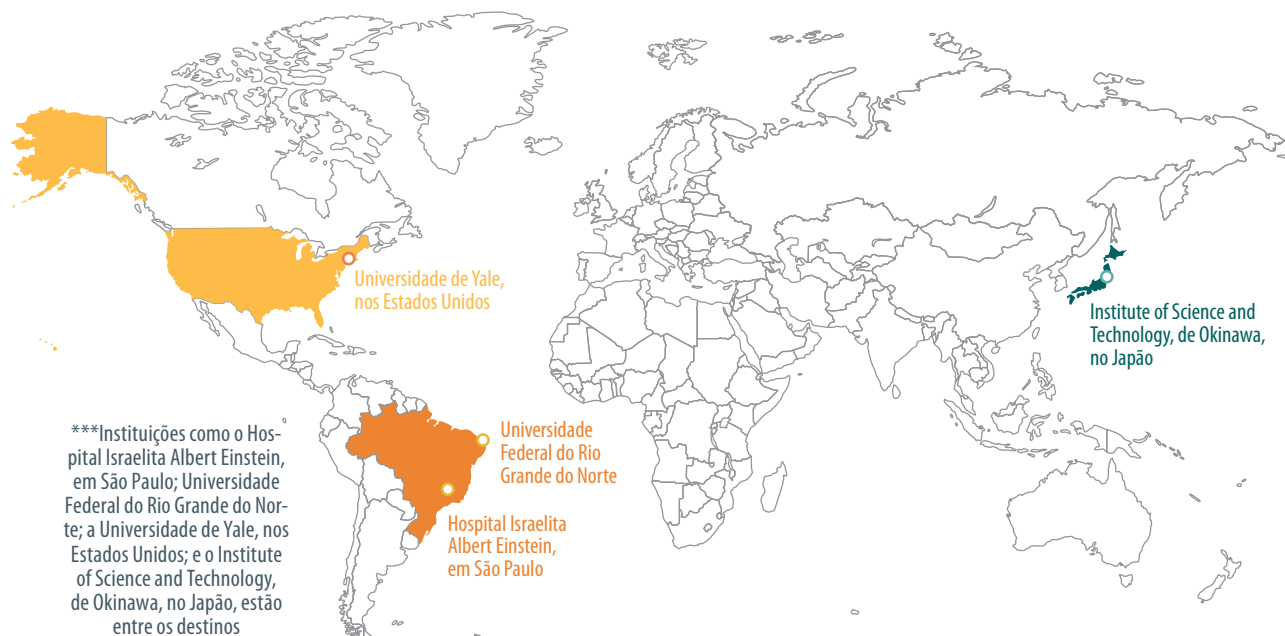 Universidade de Yale,
nos Estados Unidos
Institute of Science and
Technology, de Okinawa,
no Japão
Universidade
Federal do Rio
Grande do Norte
Hospital Israelita
Albert Einstein,
em São Paulo
***Instituições como o Hos-
pital Israelita Albert Einstein,
em São Paulo; Universidade
Federal do Rio Grande do Nor-
te; a Universidade de Yale, nos
Estados Unidos; e o Institute
of Science and Technology,
de Okinawa, no Japão, estão
entre os destinos